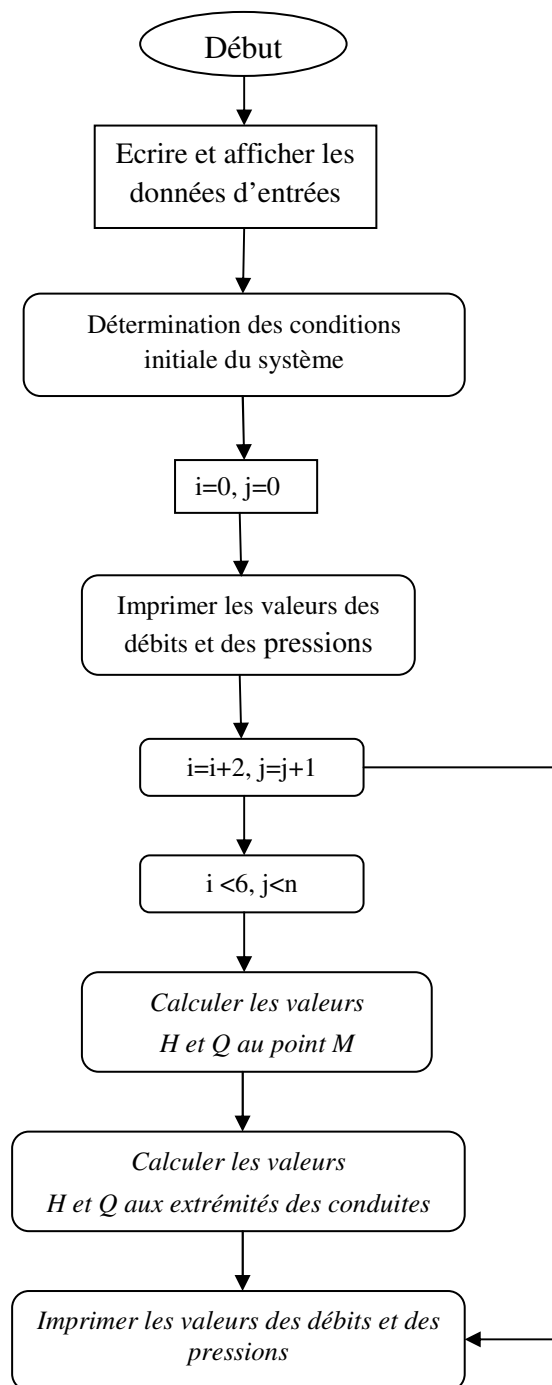 Début
Ecrire et afficher les
données d’entrées
Détermination des conditions
initiale du système
i=0, j=0
Imprimer les valeurs des
débits et des pressions
i=i+2, j=j+1
i <6, j<n
Calculer les valeurs
H et Q au point M
Calculer les valeurs
H et Q aux extrémités des conduites
Imprimer les valeurs des débits et des
pressions